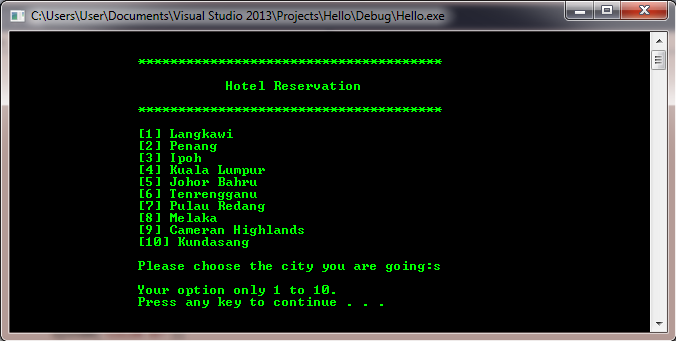 C:\Users\User\Documents\Visual Studio 2013\Projects\Hello\Debug\Hello.exe
**************************************
Hotel Reservation
**************************************
[1] Langkawi
[2] Penang
[3] Ipoh
[4] Kuala Lumpur
[5] Johor Bahru
[6] Tenrengganu
[7] Pulau Redang
[8] Melaka
[9] Cameran Highlands
[10] Kundasang
Please choose the city you are going:s
Your option only 1 to 10.
Press any key to continue . . .